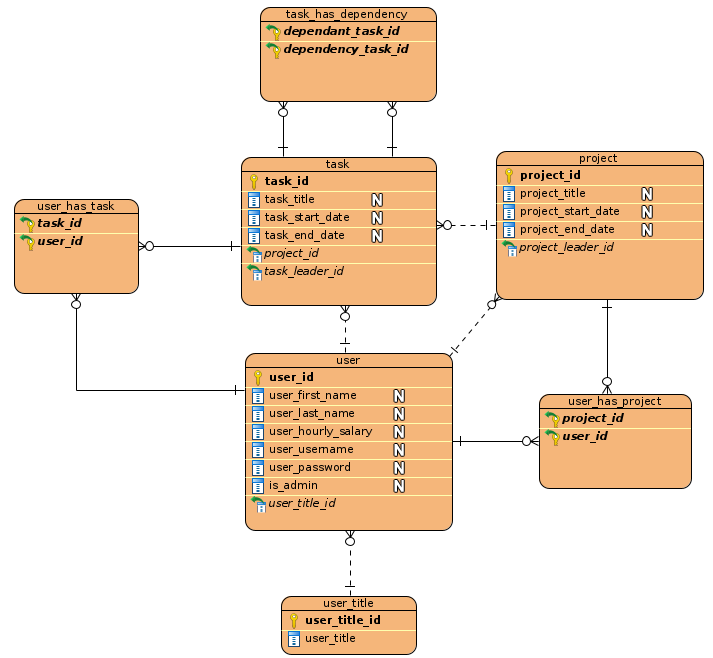 task_has_dependency
dependant_task_id
dependency_task_id
task
task_id
task_title N
task_start_date N
task_end_date N
project_id
task_leader_id
project
project_id
project_title N
project_start_date N
project_end_date N
project_leader_id
user_has_task
task_id
user_id
user
user_id
user_first_name N
user_last_name N
user_hourly_salary N
user_username N
user_password N
is_admin N
user_title_id
user_has_project
project_id
user_id
user_title
user_title_id
user_title